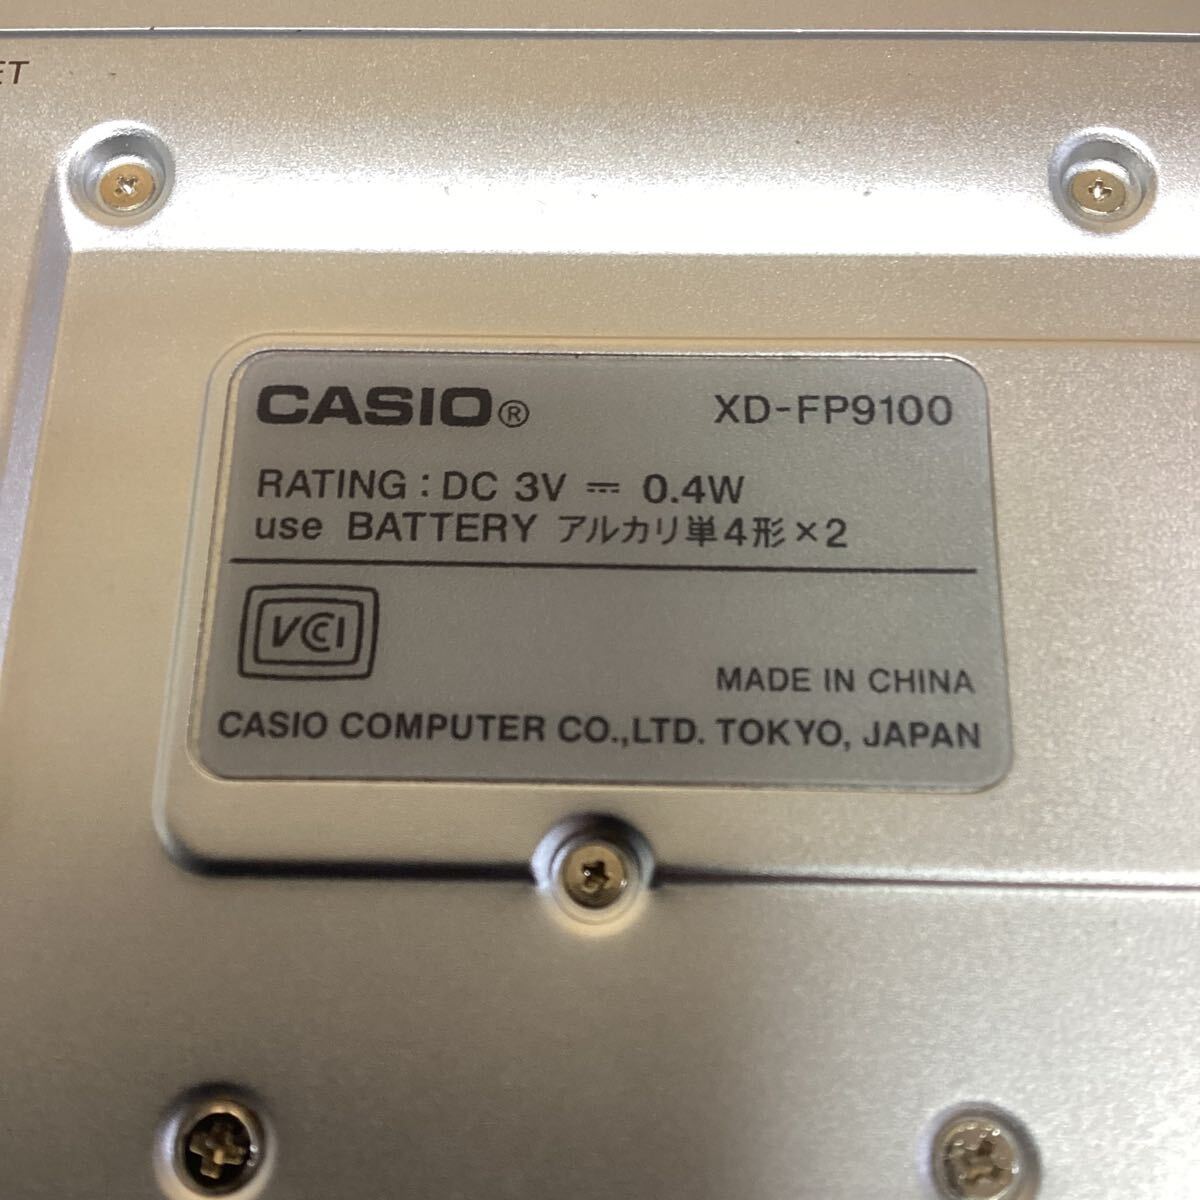 ET
CASIO® XD-FP9100
RATING : DC 3V ⎓ 0.4W
use BATTERY アルカリ単4形×2
VCCI
MADE IN CHINA
CASIO COMPUTER CO.,LTD. TOKYO, JAPAN